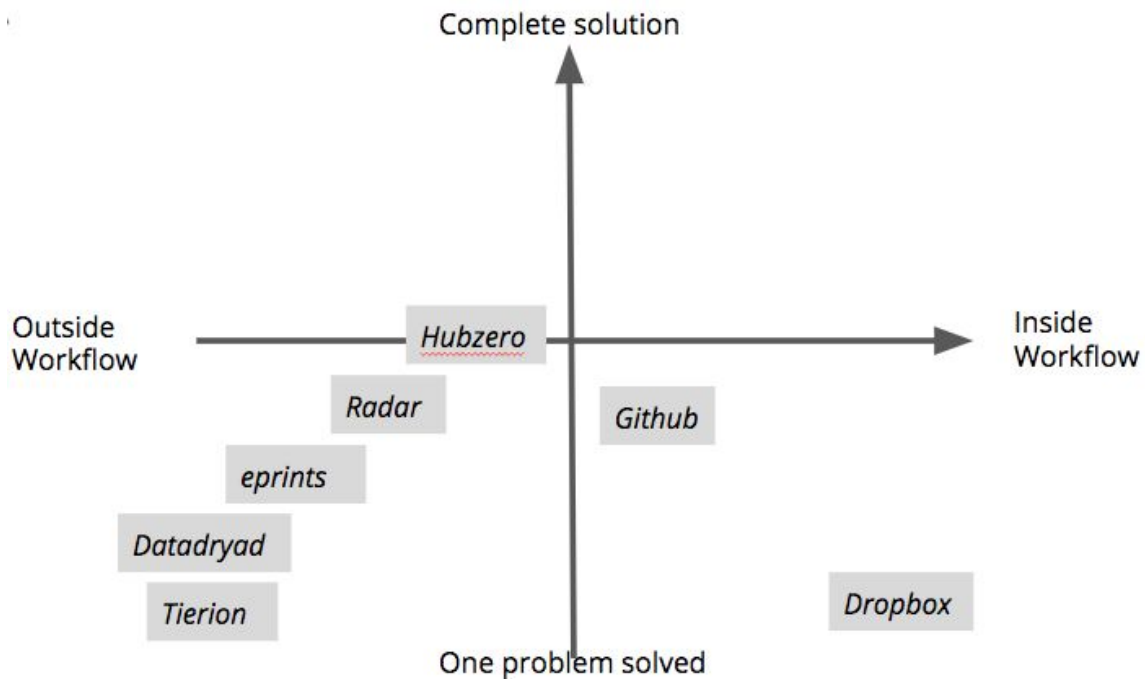 Complete solution
Outside
Workflow
Hubzero
Inside
Workflow
Radar
Github
eprints
Datadryad
Tierion
Dropbox
One problem solved